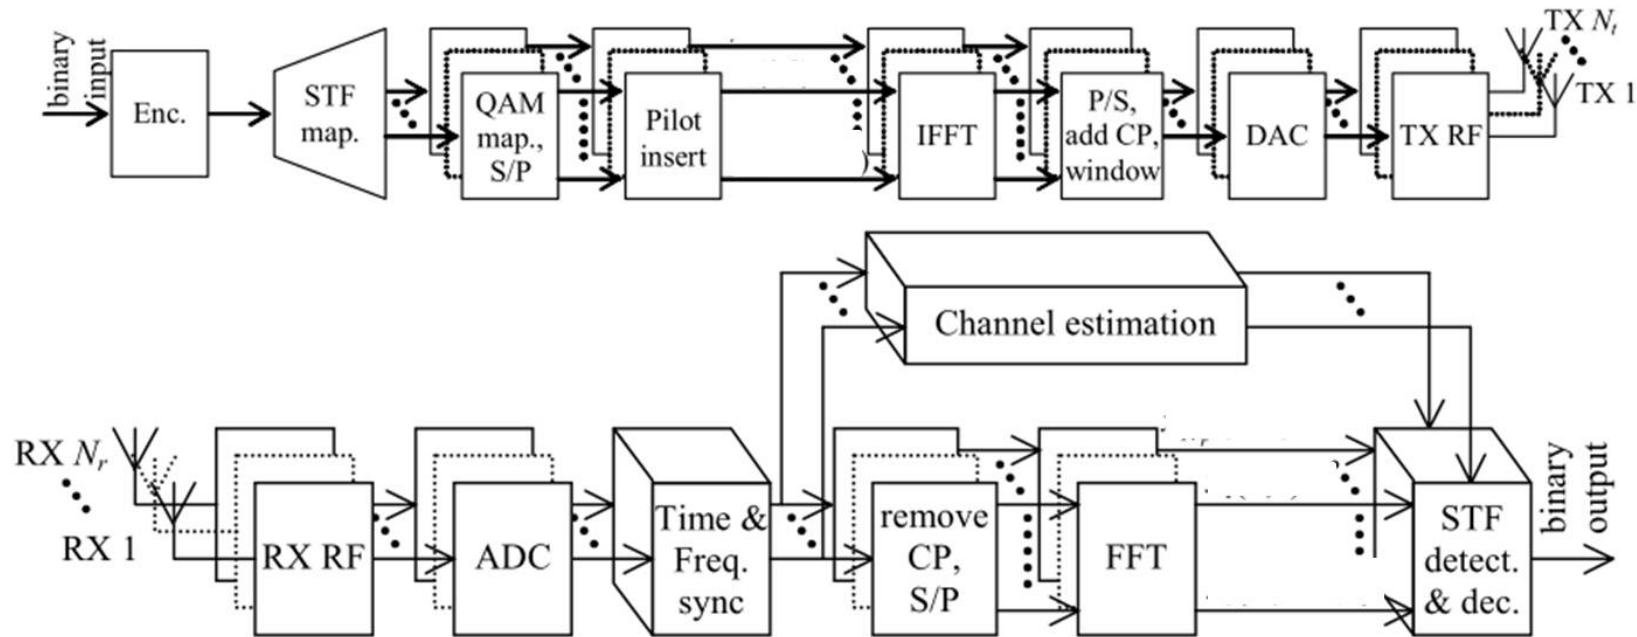 binary
input
Enc.
STF
map.
QAM
map.,
S/P
Pilot
insert
)
IFFT
P/S,
add CP,
window
DAC
TX RF
TX Nt
TX 1
Channel estimation
RX Nr
RX 1
RX RF
ADC
Time &
Freq.
sync
remove
CP,
S/P
FFT
STF
detect.
& dec.
binary
output